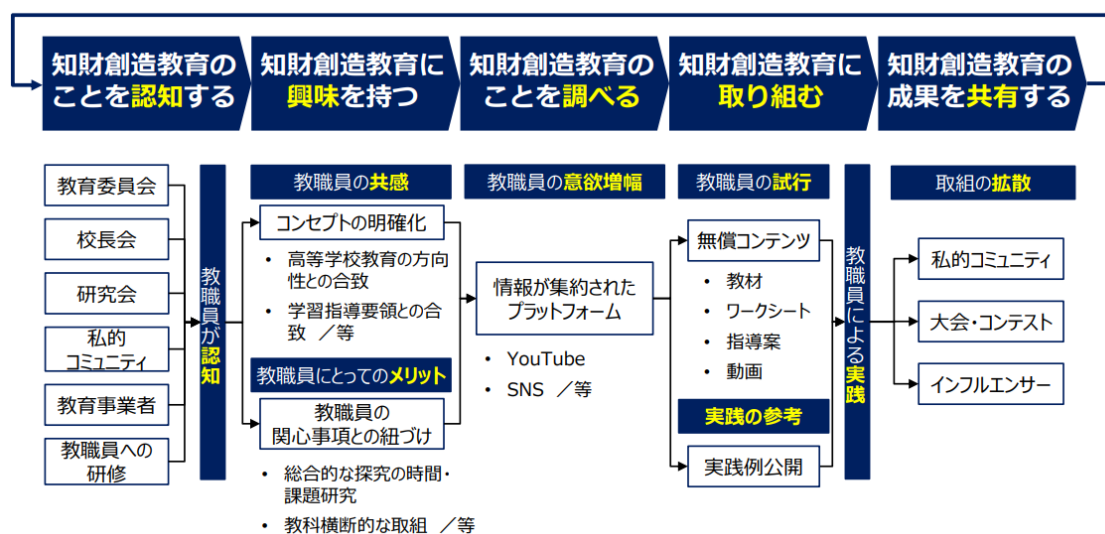 知財創造教育の
ことを認知する
知財創造教育に
興味を持つ
知財創造教育の
ことを調べる
知財創造教育に
取り組む
知財創造教育の
成果を共有する
教育委員会
校長会
研究会
私的
コミュニティ
教育事業者
教職員への
研修
教職員が認知
教職員の共感
コンセプトの明確化
• 高等学校教育の方向
性との合致
• 学習指導要領との合
致 ／等
教職員にとってのメリット
教職員の
関心事項との紐づけ
• 総合的な探究の時間・
課題研究
• 教科横断的な取組 ／等
教職員の意欲増幅
情報が集約された
プラットフォーム
• YouTube
• SNS ／等
教職員の試行
無償コンテンツ
• 教材
• ワークシート
• 指導案
• 動画
実践の参考
実践例公開
教職員による実践
取組の拡散
私的コミュニティ
大会・コンテスト
インフルエンサー